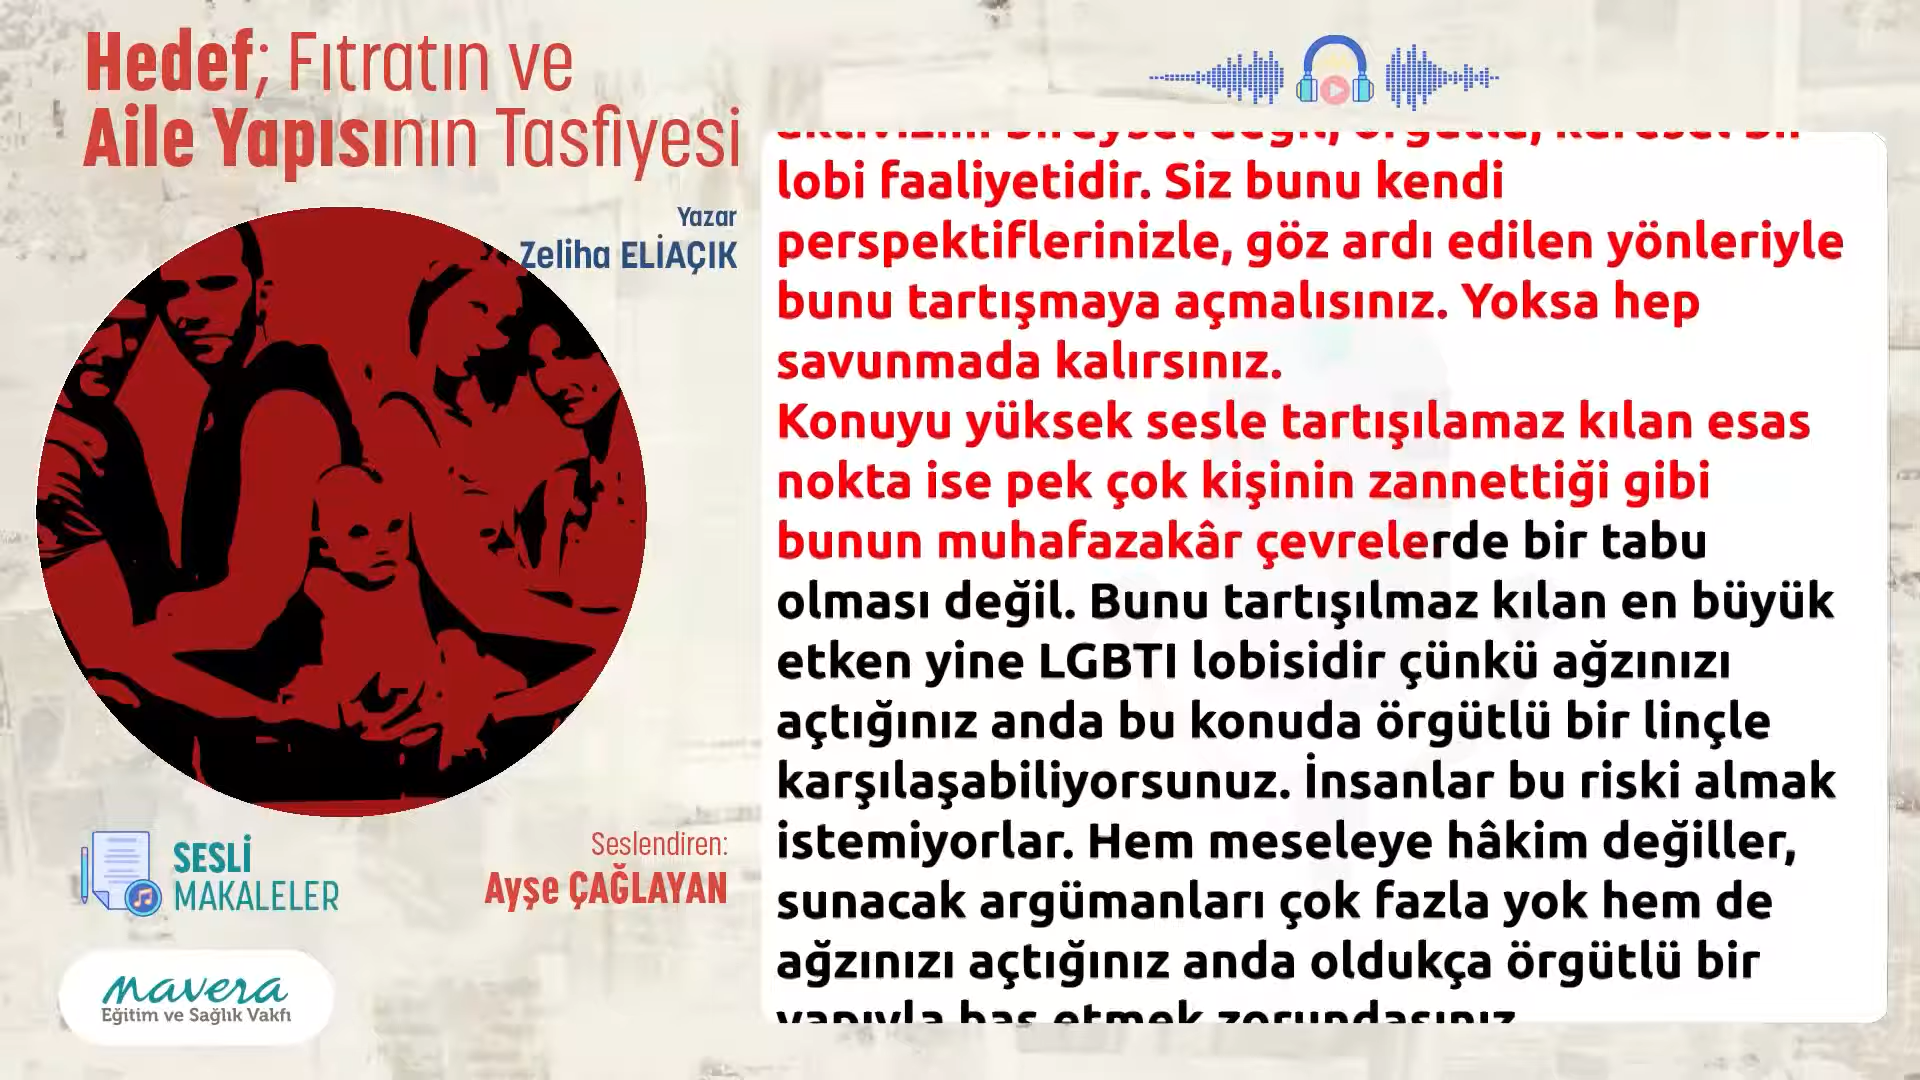 Hedef; Fıtratın ve
Aile Yapısının Tasfiyesi
Yazar
Zeliha ELİAÇIK
lobi faaliyetidir. Siz bunu kendi
perspektiflerinizle, göz ardı edilen yönleriyle
bunu tartışmaya açmalısınız. Yoksa hep
savunmada kalırsınız.
Konuyu yüksek sesle tartışılamaz kılan esas
nokta ise pek çok kişinin zannettiği gibi
bunun muhafazakâr çevrelerde bir tabu
olması değil. Bunu tartışılmaz kılan en büyük
etken yine LGBTI lobisidir çünkü ağzınızı
açtığınız anda bu konuda örgütlü bir linçle
karşılaşabiliyorsunuz. İnsanlar bu riski almak
istemiyorlar. Hem meseleye hâkim değiller,
sunacak argümanları çok fazla yok hem de
ağzınızı açtığınız anda oldukça örgütlü bir
yapıyla baş etmek zorundasınız.
SESLİ
MAKALELER
Seslendiren:
Ayşe ÇAĞLAYAN
mavera
Eğitim ve Sağlık Vakfı